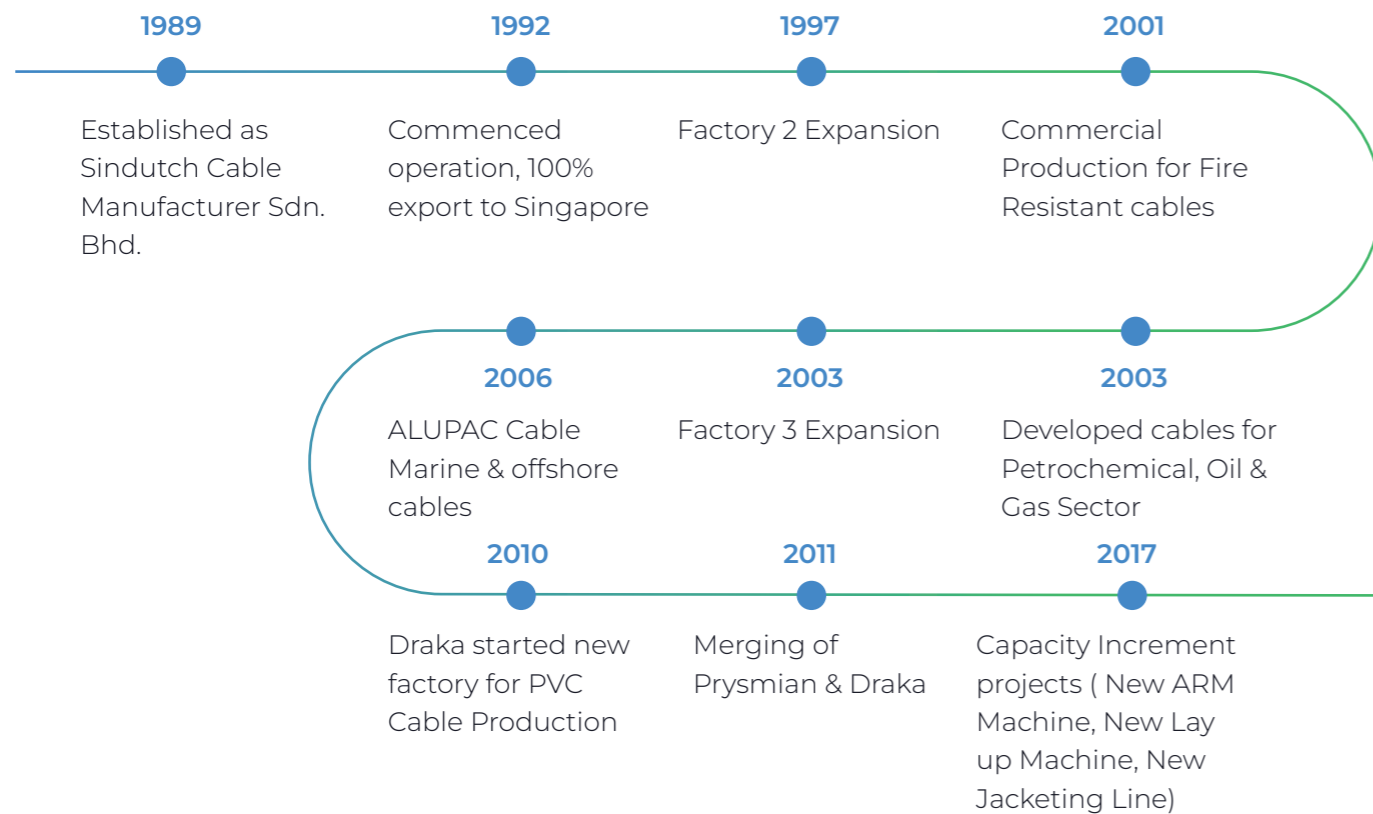 1989
Established as
Sindutch Cable
Manufacturer Sdn.
Bhd.
1992
Commenced
operation, 100%
export to Singapore
1997
Factory 2 Expansion
2001
Commercial
Production for Fire
Resistant cables
2003
Developed cables for
Petrochemical, Oil &
Gas Sector
2003
Factory 3 Expansion
2006
ALUPAC Cable
Marine & offshore
cables
2010
Draka started new
factory for PVC
Cable Production
2011
Merging of
Prysmian & Draka
2017
Capacity Increment
projects ( New ARM
Machine, New Lay
up Machine, New
Jacketing Line)